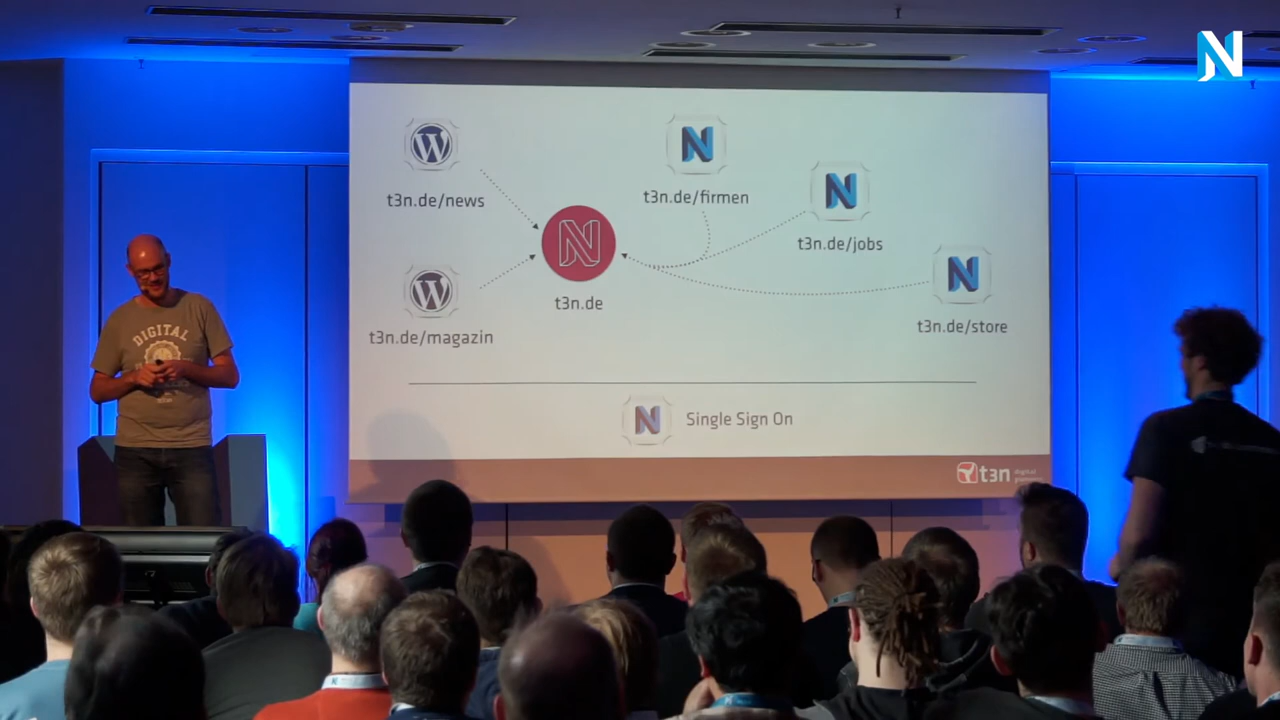 t3n.de/news
t3n.de/firmen
t3n.de/jobs
t3n.de
t3n.de/magazin
t3n.de/store
Single Sign On
t3n digital
DIGITAL